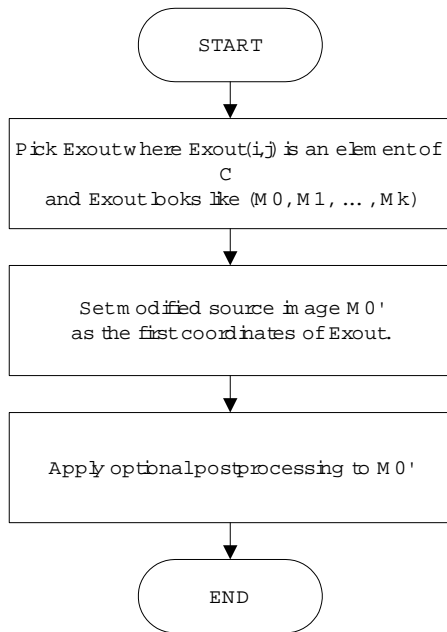 START
Pick Exout where Exout(i,j) is an element of
C
and Exout looks like (M0, M1, ... , Mk)
Set modified source image M0'
as the first coordinates of Exout.
Apply optional postprocessing to M0'
END